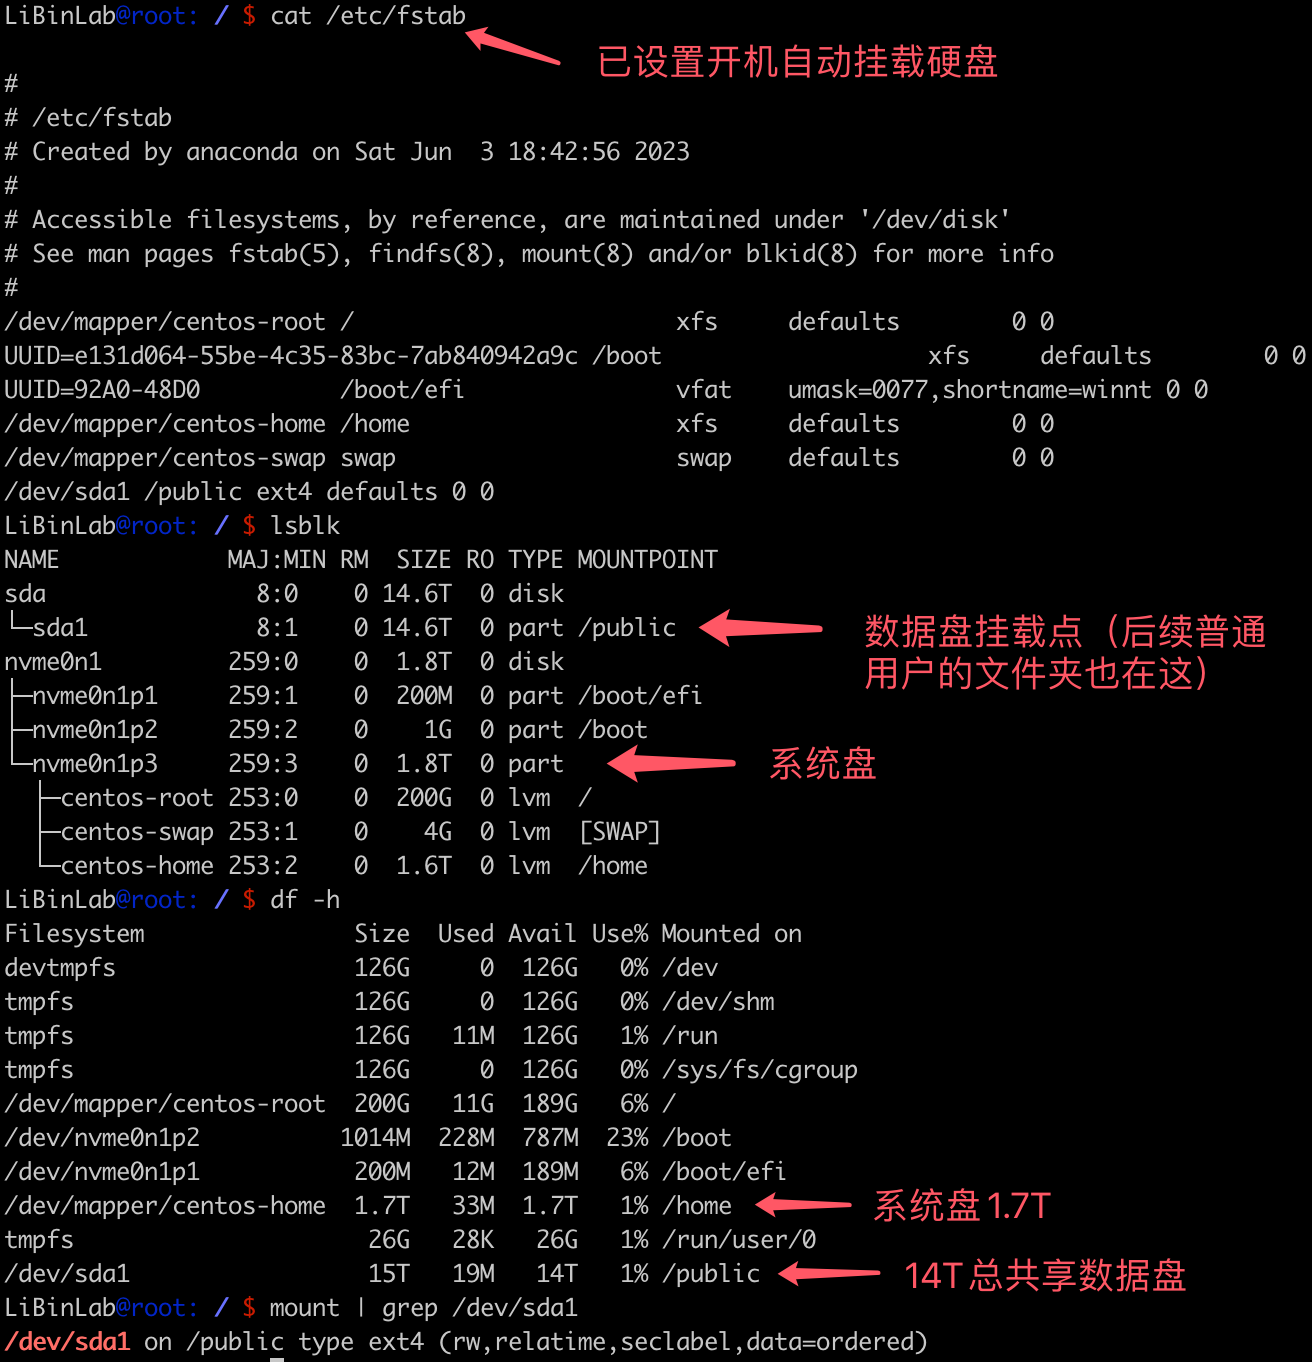 LiBinLab@root: / $ cat /etc/fstab
已设置开机自动挂载硬盘
#
# /etc/fstab
# Created by anaconda on Sat Jun  3 18:42:56 2023
#
# Accessible filesystems, by reference, are maintained under '/dev/disk'
# See man pages fstab(5), findfs(8), mount(8) and/or blkid(8) for more info
#
/dev/mapper/centos-root /                       xfs     defaults        0 0
UUID=e131d064-55be-4c35-83bc-7ab840942a9c /boot                   xfs     defaults        0 0
UUID=92A0-48D0          /boot/efi               vfat    umask=0077,shortname=winnt 0 0
/dev/mapper/centos-home /home                   xfs     defaults        0 0
/dev/mapper/centos-swap swap                    swap    defaults        0 0
/dev/sda1 /public ext4 defaults 0 0
LiBinLab@root: / $ lsblk
NAME            MAJ:MIN RM  SIZE RO TYPE MOUNTPOINT
sda               8:0    0 14.6T  0 disk
└─sda1            8:1    0 14.6T  0 part /public
数据盘挂载点（后续普通
用户的文件夹也在这）
nvme0n1         259:0    0  1.8T  0 disk
├─nvme0n1p1     259:1    0  200M  0 part /boot/efi
├─nvme0n1p2     259:2    0    1G  0 part /boot
└─nvme0n1p3     259:3    0  1.8T  0 part
系统盘
  ├─centos-root 253:0    0  200G  0 lvm  /
  ├─centos-swap 253:1    0    4G  0 lvm  [SWAP]
  └─centos-home 253:2    0  1.6T  0 lvm  /home
LiBinLab@root: / $ df -h
Filesystem               Size  Used Avail Use% Mounted on
devtmpfs                 126G     0  126G   0% /dev
tmpfs                    126G     0  126G   0% /dev/shm
tmpfs                    126G   11M  126G   1% /run
tmpfs                    126G     0  126G   0% /sys/fs/cgroup
/dev/mapper/centos-root  200G   11G  189G   6% /
/dev/nvme0n1p2          1014M  228M  787M  23% /boot
/dev/nvme0n1p1           200M   12M  189M   6% /boot/efi
/dev/mapper/centos-home  1.7T   33M  1.7T   1% /home
系统盘1.7T
tmpfs                     26G   28K   26G   1% /run/user/0
/dev/sda1                 15T   19M   14T   1% /public
14T总共享数据盘
LiBinLab@root: / $ mount | grep /dev/sda1
/dev/sda1 on /public type ext4 (rw,relatime,seclabel,data=ordered)